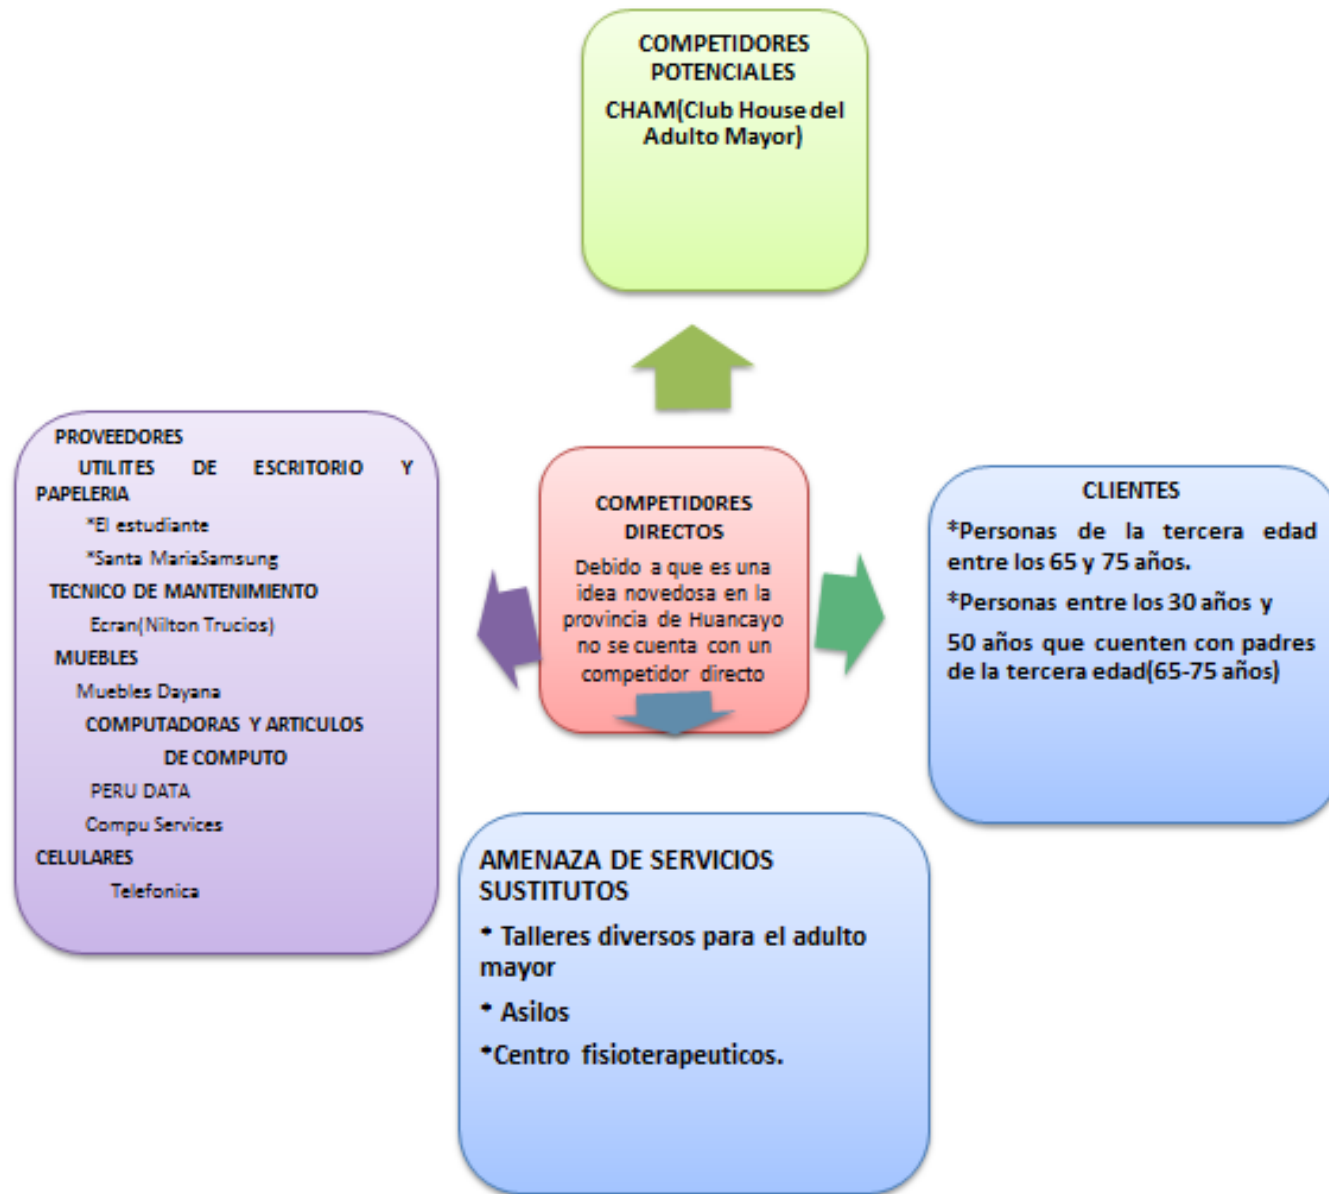 COMPETIDORES
POTENCIALES
CHAM(Club House del
Adulto Mayor)
PROVEEDORES
UTILITES DE ESCRITORIO Y
PAPELERIA
*El estudiante
*Santa MariaSamsung
TECNICO DE MANTENIMIENTO
Ecran(Nilton Trucios)
MUEBLES
Muebles Dayana
COMPUTADORAS Y ARTICULOS
DE COMPUTO
PERU DATA
Compu Services
CELULARES
Telefonica
COMPETID0RES
DIRECTOS
Debido a que es una
idea novedosa en la
provincia de Huancayo
no se cuenta con un
competidor directo
CLIENTES
*Personas de la tercera edad
entre los 65 y 75 años.
*Personas entre los 30 años y
50 años que cuenten con padres
de la tercera edad(65-75 años)
AMENAZA DE SERVICIOS
SUSTITUTOS
* Talleres diversos para el adulto
mayor
* Asilos
*Centro fisioterapeuticos.